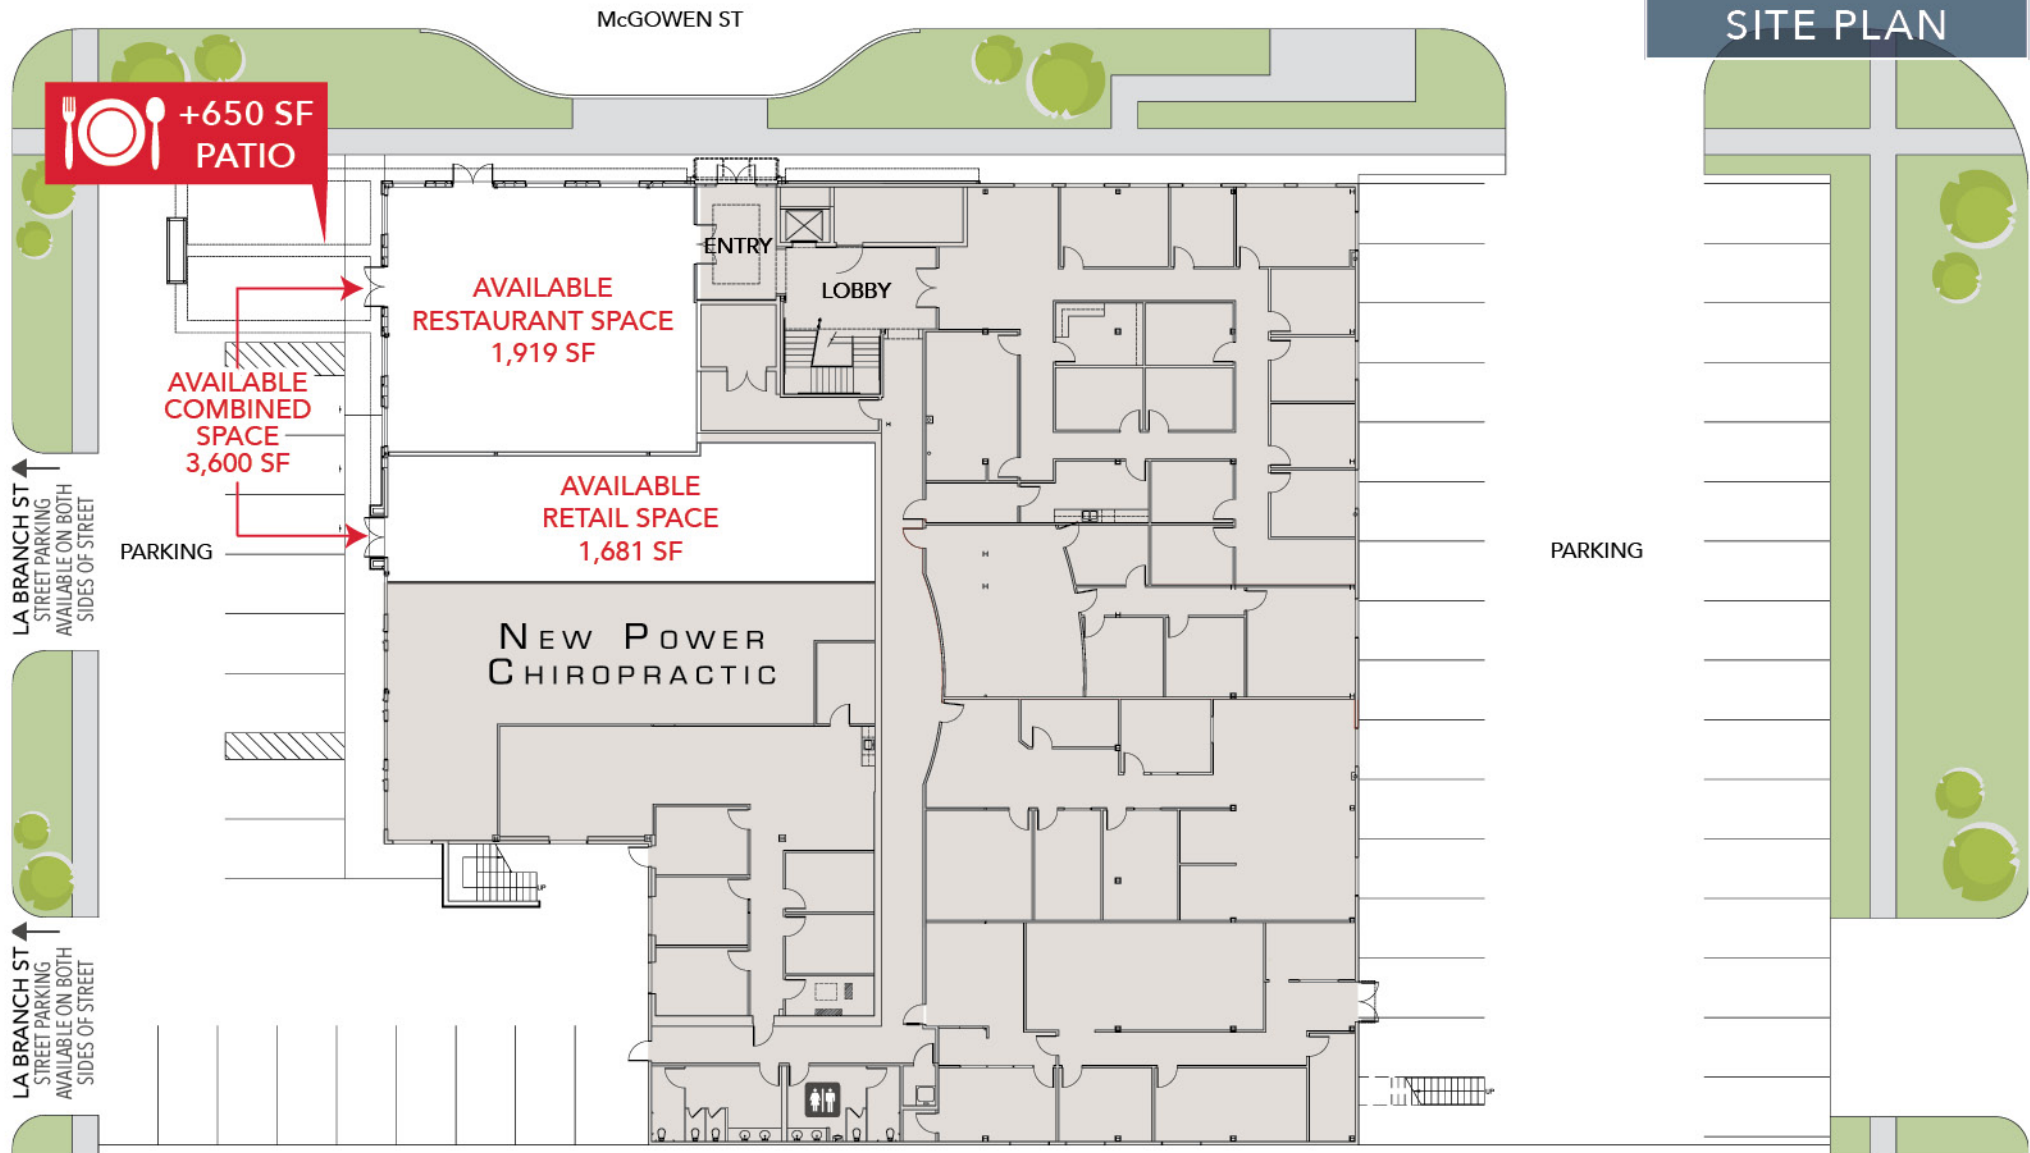 McGOWEN ST
SITE PLAN
+650 SF
PATIO
ENTRY
LOBBY
AVAILABLE
RESTAURANT SPACE
1,919 SF
AVAILABLE
COMBINED
SPACE
3,600 SF
AVAILABLE
RETAIL SPACE
1,681 SF
LA BRANCH ST
STREET PARKING
AVAILABLE ON BOTH
SIDES OF STREET
PARKING
PARKING
NEW POWER
CHIROPRACTIC
UP
LA BRANCH ST
STREET PARKING
AVAILABLE ON BOTH
SIDES OF STREET
UP